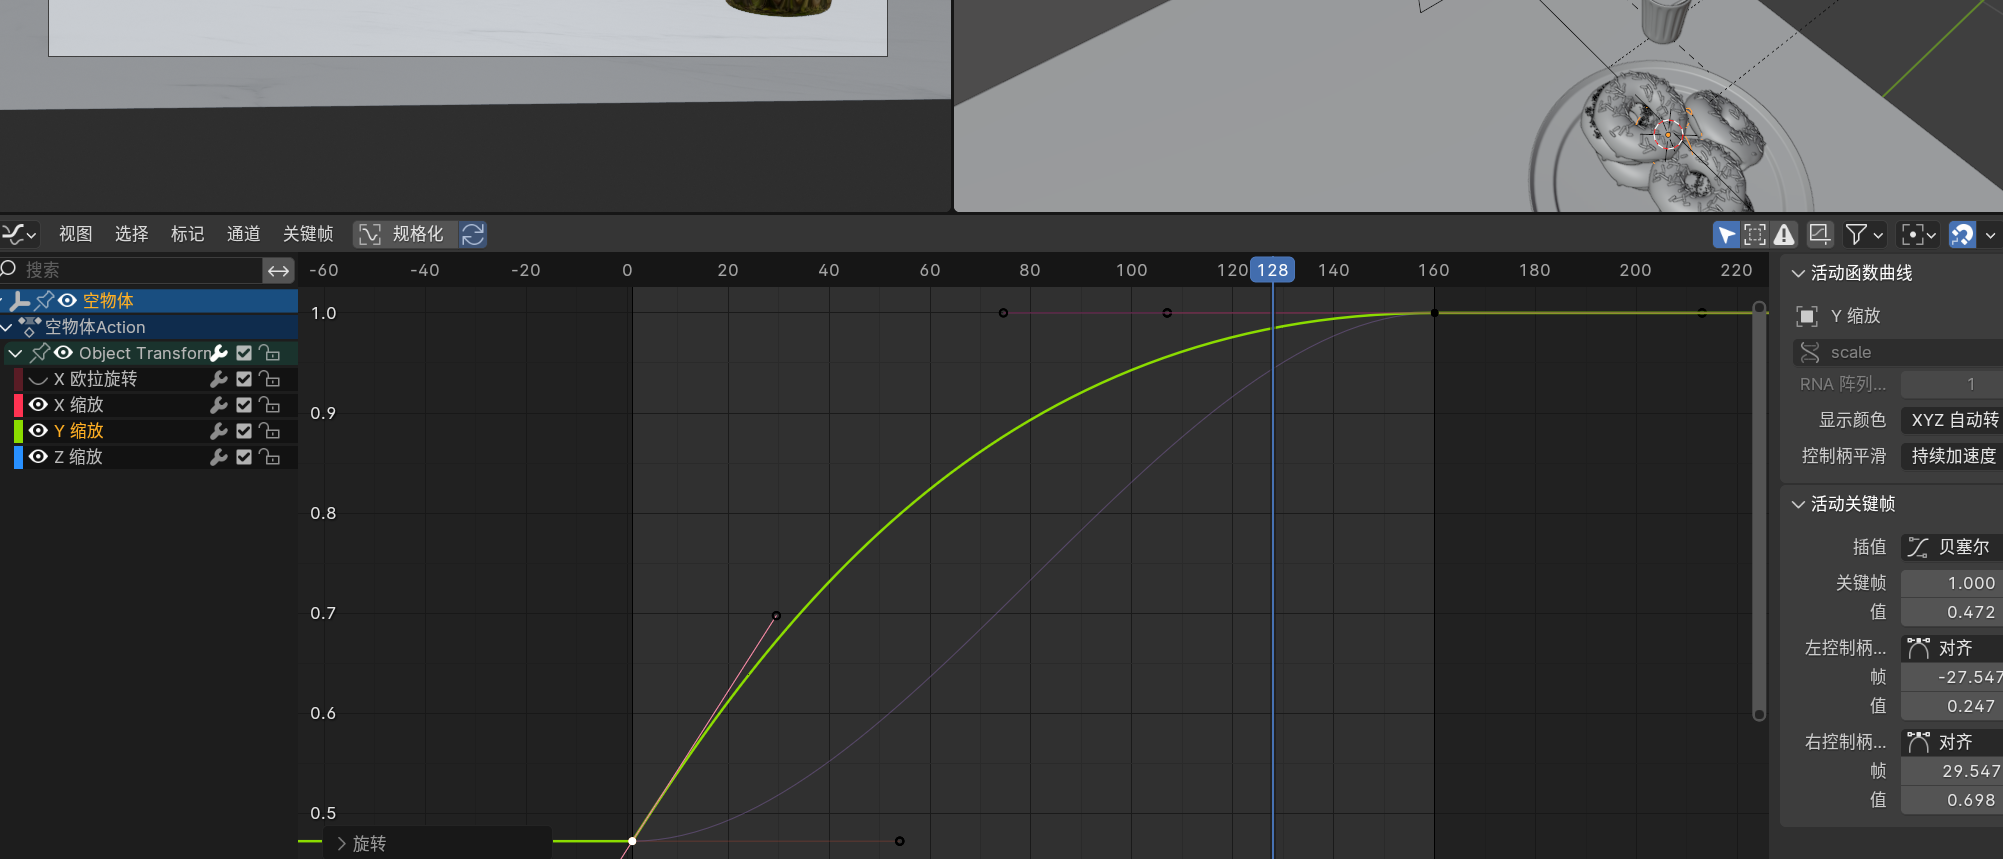 视图 选择 标记 通道 关键帧 规格化
搜索
-60 -40 -20 0 20 40 60 80 100 120 128 140 160 180 200 220
空物体
空物体Action
Object Transforn
X 欧拉旋转
X 缩放
Y 缩放
Z 缩放
1.0
0.9
0.8
0.7
0.6
0.5
旋转
活动函数曲线
Y 缩放
scale
RNA 阵列... 1
显示颜色 XYZ 自动转
控制柄平滑 持续加速度
活动关键帧
插值 贝塞尔
关键帧 1.000
值 0.472
左控制柄... 对齐
帧 -27.547
值 0.247
右控制柄... 对齐
帧 29.547
值 0.698